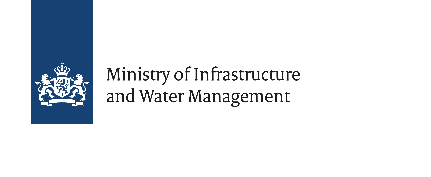 Ministry of Infrastructure
and Water Management